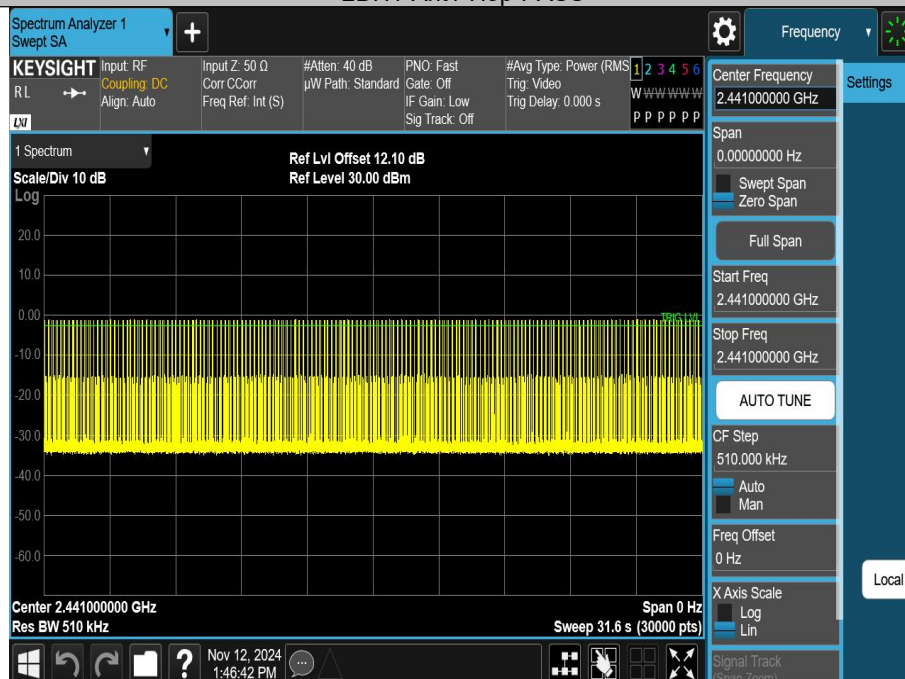 Spectrum Analyzer 1
Swept SA
+
Frequency
KEYSIGHT
RL
LXI
Input: RF
Coupling: DC
Align: Auto
Input Z: 50 Ω
Corr CCorr
Freq Ref: Int (S)
#Atten: 40 dB
µW Path: Standard
PNO: Fast
Gate: Off
IF Gain: Low
Sig Track: Off
#Avg Type: Power (RMS
Trig: Video
Trig Delay: 0.000 s
1 2 3 4 5 6
W W W W W W
P P P P P P
1 Spectrum
Scale/Div 10 dB
Ref Lvl Offset 12.10 dB
Ref Level 30.00 dBm
Log
20.0
10.0
0.00
-10.0
-20.0
-30.0
-40.0
-50.0
-60.0
TRIG LVL
Center 2.441000000 GHz
Res BW 510 kHz
Span 0 Hz
Sweep 31.6 s (30000 pts)
Center Frequency
2.441000000 GHz
Settings
Span
0.00000000 Hz
Swept Span
Zero Span
Full Span
Start Freq
2.441000000 GHz
Stop Freq
2.441000000 GHz
AUTO TUNE
CF Step
510.000 kHz
Auto
Man
Freq Offset
0 Hz
Local
X Axis Scale
Log
Lin
Signal Track
(Span Zoom)
?
Nov 12, 2024
1:46:42 PM